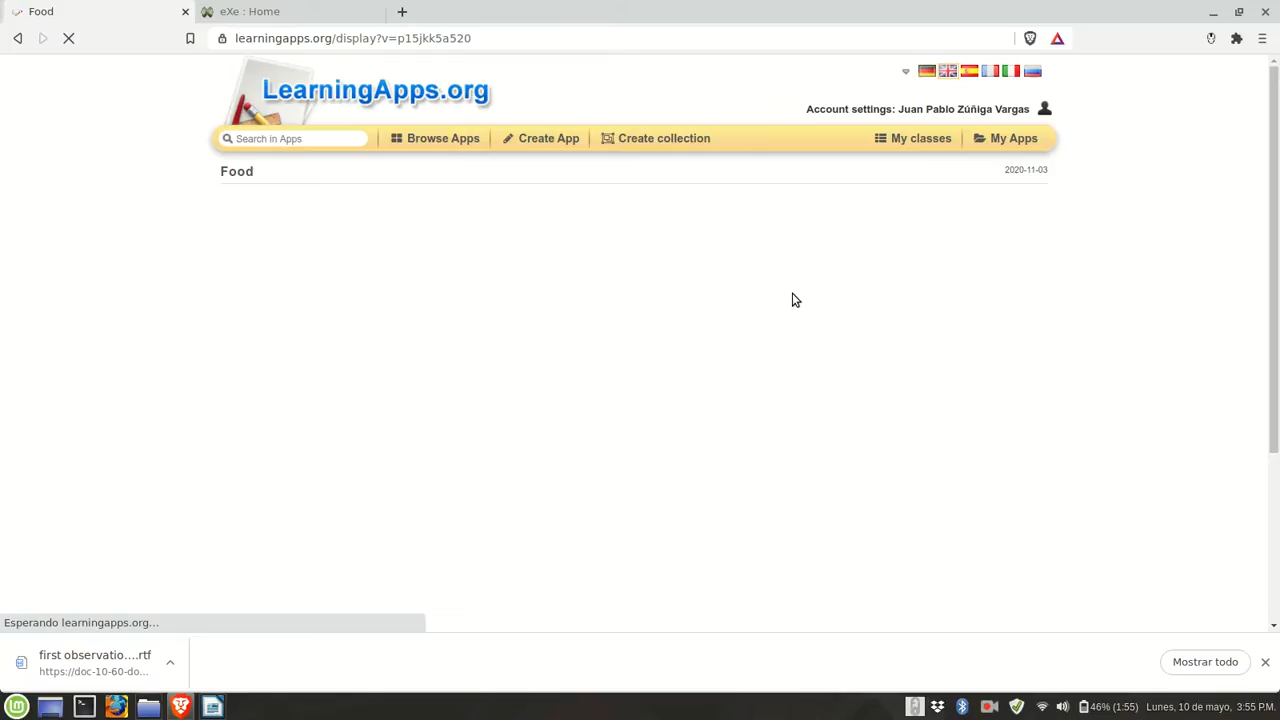 Food
eXe : Home
learningapps.org/display?v=p15jkk5a520
LearningApps.org
Account settings: Juan Pablo Zúñiga Vargas
Search in Apps
Browse Apps
Create App
Create collection
My classes
My Apps
Food
2020-11-03
Esperando learningapps.org...
first observatio....rtf
https://doc-10-60-do...
Mostrar todo
46% (1:55)
Lunes, 10 de mayo, 3:55 P.M.